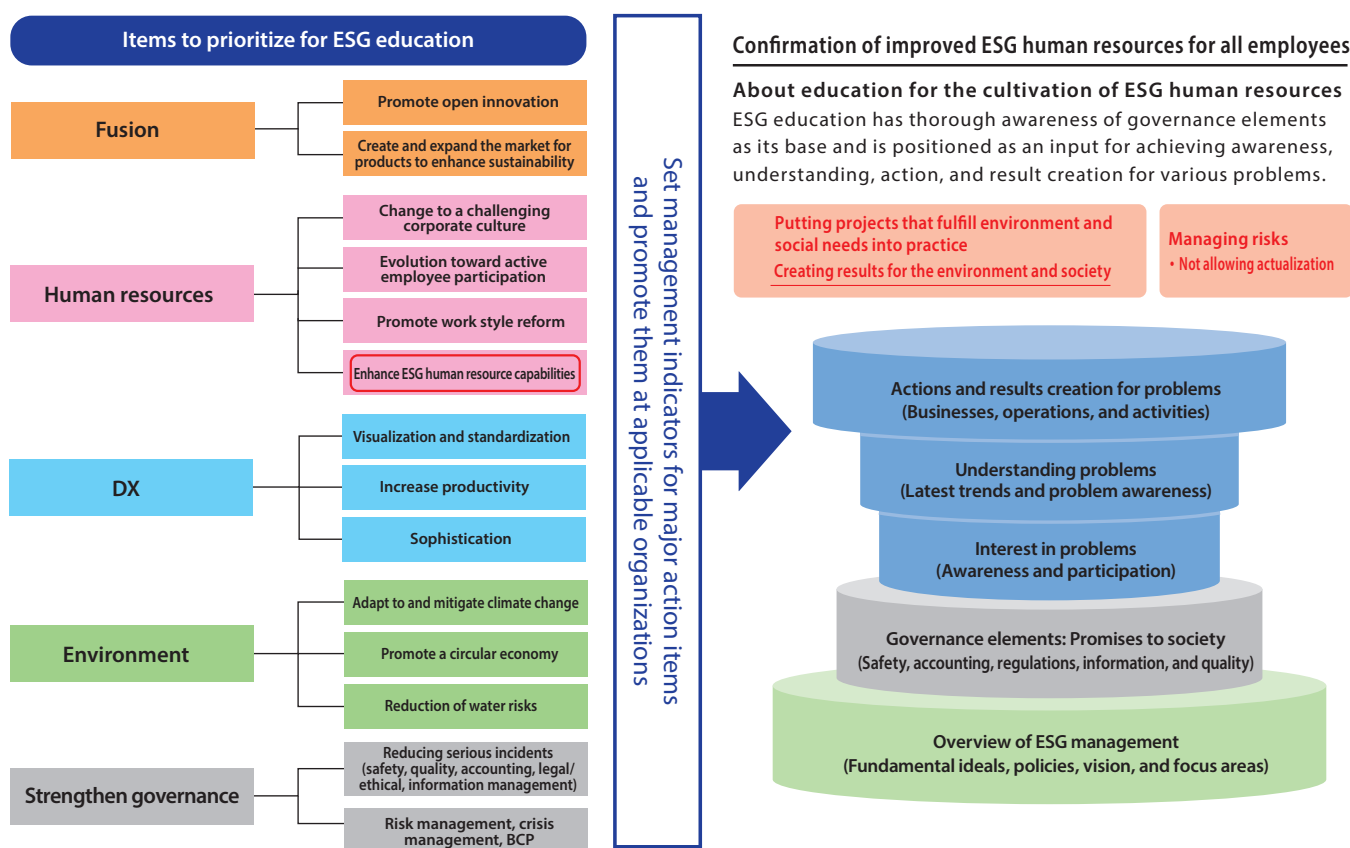 Items to prioritize for ESG education
Fusion
Promote open innovation
Create and expand the market for
products to enhance sustainability
Human resources
Change to a challenging
corporate culture
Evolution toward active
employee participation
Promote work style reform
Enhance ESG human resource capabilities
DX
Visualization and standardization
Increase productivity
Sophistication
Environment
Adapt to and mitigate climate change
Promote a circular economy
Reduction of water risks
Strengthen governance
Reducing serious incidents
(safety, quality, accounting, legal/
ethical, information management)
Risk management, crisis
management, BCP
Set management indicators for major action items
and promote them at applicable organizations
Confirmation of improved ESG human resources for all employees
About education for the cultivation of ESG human resources
ESG education has thorough awareness of governance elements
as its base and is positioned as an input for achieving awareness,
understanding, action, and result creation for various problems.
Putting projects that fulfill environment and
social needs into practice
Creating results for the environment and society
Managing risks
• Not allowing actualization
Actions and results creation for problems
(Businesses, operations, and activities)
Understanding problems
(Latest trends and problem awareness)
Interest in problems
(Awareness and participation)
Governance elements: Promises to society
(Safety, accounting, regulations, information, and quality)
Overview of ESG management
(Fundamental ideals, policies, vision, and focus areas)